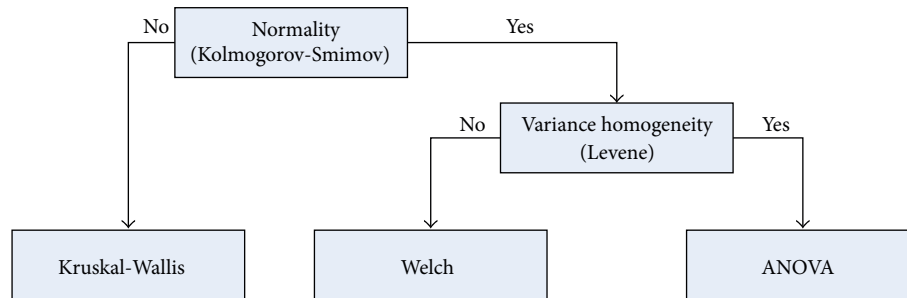 No
Normality
(Kolmogorov-Smimov)
Yes
No
Variance homogeneity
(Levene)
Yes
Kruskal-Wallis
Welch
ANOVA